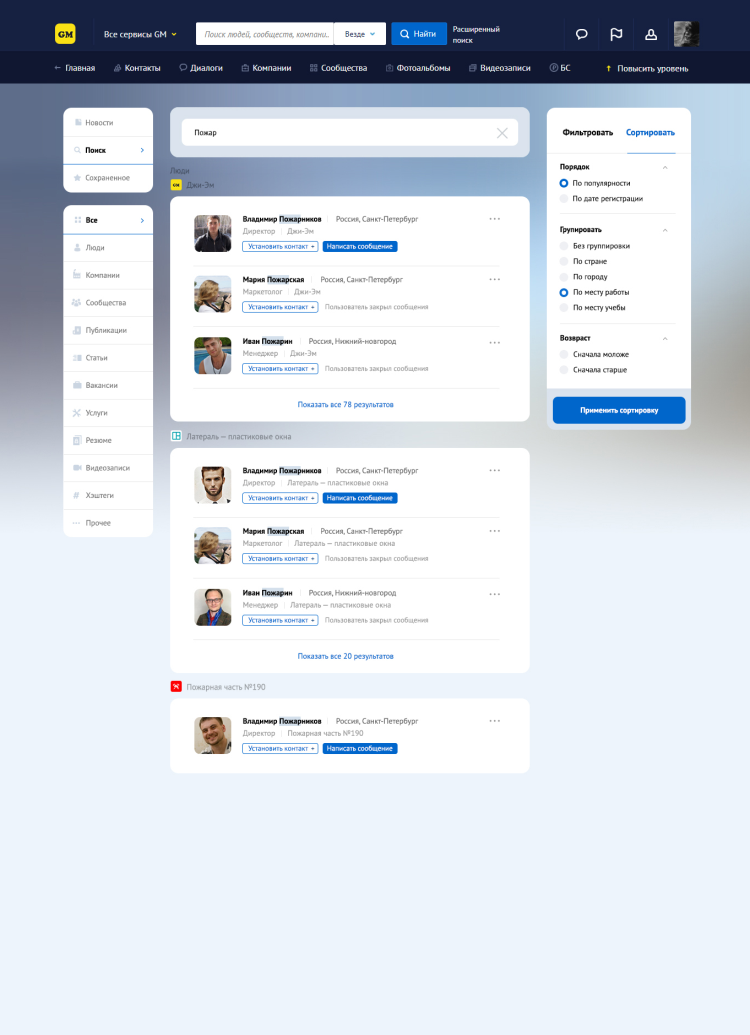 GM
Все сервисы GM
Поиск людей, сообществ, компани..
Везде
Найти
Расширенный
поиск
Главная
Контакты
Диалоги
Компании
Сообщества
Фотоальбомы
Видеозаписи
БС
Повысить уровень
Новости
Поиск
Сохраненное
Все
Люди
Компании
Сообщества
Публикации
Статьи
Вакансии
Услуги
Резюме
Видеозаписи
Хэштеги
Прочее
Пожар
Люди
GM Джи-Эм
Владимир Пожарников Россия, Санкт-Петербург
Директор Джи-Эм
Установить контакт + Написать сообщение
Мария Пожарская Россия, Санкт-Петербург
Маркетолог Джи-Эм
Установить контакт + Пользователь закрыл сообщения
Иван Пожарин Россия, Нижний-новгород
Менеджер Джи-Эм
Установить контакт + Пользователь закрыл сообщения
Показать все 78 результатов
Латераль — пластиковые окна
Владимир Пожарников Россия, Санкт-Петербург
Директор Латераль — пластиковые окна
Установить контакт + Написать сообщение
Мария Пожарская Россия, Санкт-Петербург
Маркетолог Латераль — пластиковые окна
Установить контакт + Пользователь закрыл сообщения
Иван Пожарин Россия, Нижний-новгород
Менеджер Латераль — пластиковые окна
Установить контакт + Пользователь закрыл сообщения
Показать все 20 результатов
Пожарная часть №190
Владимир Пожарников Россия, Санкт-Петербург
Директор Пожарная часть №190
Установить контакт + Написать сообщение
Фильтровать Сортировать
Порядок
По популярности
По дате регистрации
Групировать
Без группировки
По стране
По городу
По месту работы
По месту учебы
Возвраст
Сначала моложе
Сначала старше
Применить сортировку